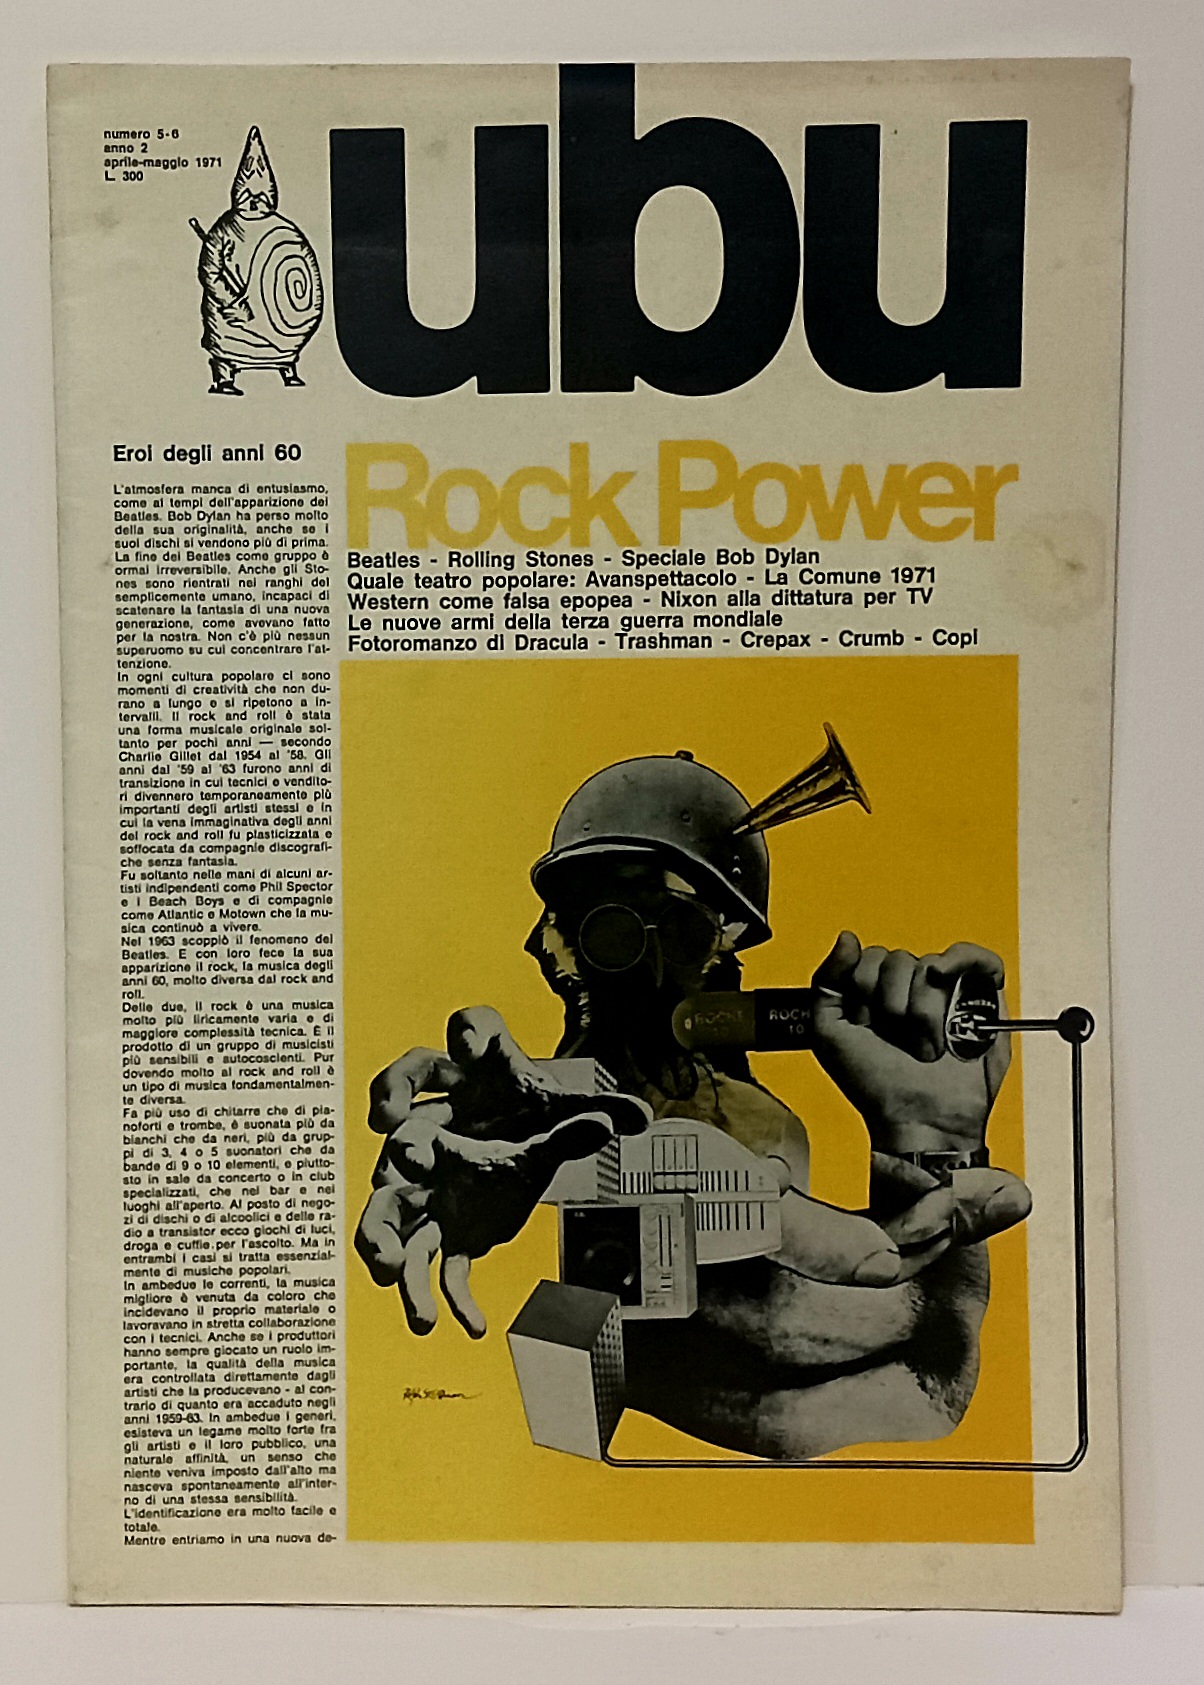 numero 5-6
anno 2
aprile-maggio 1971
L. 300
ubu
Rock Power
Beatles - Rolling Stones - Speciale Bob Dylan
Quale teatro popolare: Avanspettacolo - La Comune 1971
Western come falsa epopea - Nixon alla dittatura per TV
Le nuove armi della terza guerra mondiale
Fotoromanzo di Dracula - Trashman - Crepax - Crumb - Copi
Eroi degli anni 60
L'atmosfera manca di entusiasmo,
come ai tempi dell'apparizione dei
Beatles. Bob Dylan ha perso molto
della sua originalità, anche se i
suoi dischi si vendono più di prima.
La fine dei Beatles come gruppo è
ormai irreversibile. Anche gli Sto-
nes sono rientrati nei ranghi del
semplicemente umano, incapaci di
scatenare la fantasia di una nuova
generazione, come avevano fatto
per la nostra. Non c'è più nessun
superuomo su cui concentrare l'at-
tenzione.
In ogni cultura popolare ci sono
momenti di creatività che non du-
rano a lungo e si ripetono a in-
tervalli. Il rock and roll è stata
una forma musicale originale sol-
tanto per pochi anni — secondo
Charlie Gillet dal 1954 al '58. Gli
anni dal '59 al '63 furono anni di
transizione in cui tecnici e vendito-
ri divennero temporaneamente più
importanti degli artisti stessi e in
cui la vena immaginativa degli anni
del rock and roll fu plasticizzata e
soffocata da compagnie discografi-
che senza fantasia.
Fu soltanto nelle mani di alcuni ar-
tisti indipendenti come Phil Spector
e i Beach Boys e di compagnie
come Atlantic e Motown che la mu-
sica continuò a vivere.
Nel 1963 scoppiò il fenomeno dei
Beatles. E con loro fece la sua
apparizione il rock, la musica degli
anni 60, molto diversa dal rock and
roll.
Delle due, il rock è una musica
molto più liricamente varia e di
maggiore complessità tecnica. È il
prodotto di un gruppo di musicisti
più sensibili e autocoscienti. Pur
dovendo molto al rock and roll è
un tipo di musica fondamentalmen-
te diversa.
Fa più uso di chitarre che di pia-
noforti e trombe, è suonata più da
bianchi che da neri, più da grup-
pi di 3, 4 o 5 suonatori che da
bande di 9 o 10 elementi, e piutto-
sto in sale da concerto o in club
specializzati, che nei bar e nei
luoghi all'aperto. Al posto di nego-
zi di dischi o di alcoolici e delle ra-
dio a transistor ecco giochi di luci,
droga e cuffie per l'ascolto. Ma in
entrambi i casi si tratta essenzial-
mente di musiche popolari.
In ambedue le correnti, la musica
migliore è venuta da coloro che
incidevano il proprio materiale o
lavoravano in stretta collaborazione
con i tecnici. Anche se i produttori
hanno sempre giocato un ruolo im-
portante, la qualità della musica
era controllata direttamente dagli
artisti che la producevano - al con-
trario di quanto era accaduto negli
anni 1959-63. In ambedue i generi,
esisteva un legame molto forte fra
gli artisti e il loro pubblico, una
naturale affinità, un senso che
niente veniva imposto dall'alto ma
nasceva spontaneamente all'inter-
no di una stessa sensibilità.
L'identificazione era molto facile e
totale.
Mentre entriamo in una nuova de-
ROCHE
10
ROCH
10